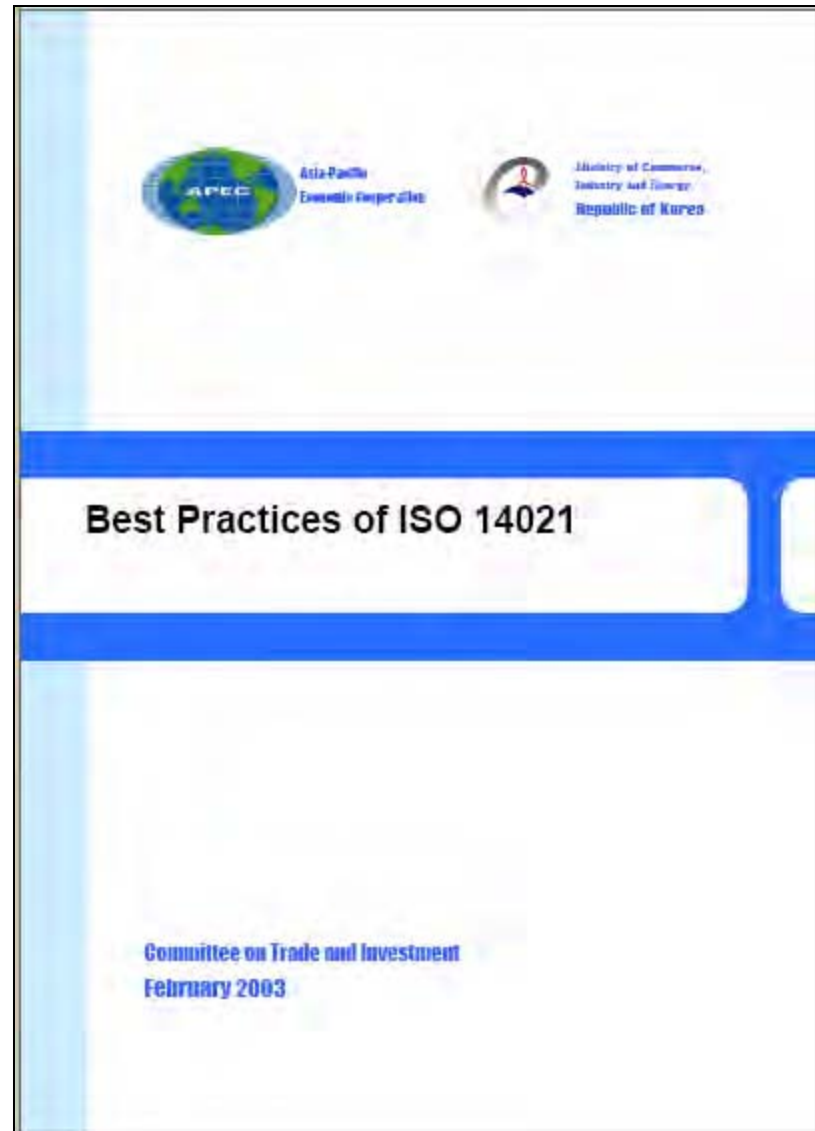 APEC
Asia-Pacific
Economic Cooperation
Ministry of Commerce,
Industry and Energy
Republic of Korea
Best Practices of ISO 14021
Committee on Trade and Investment
February 2003